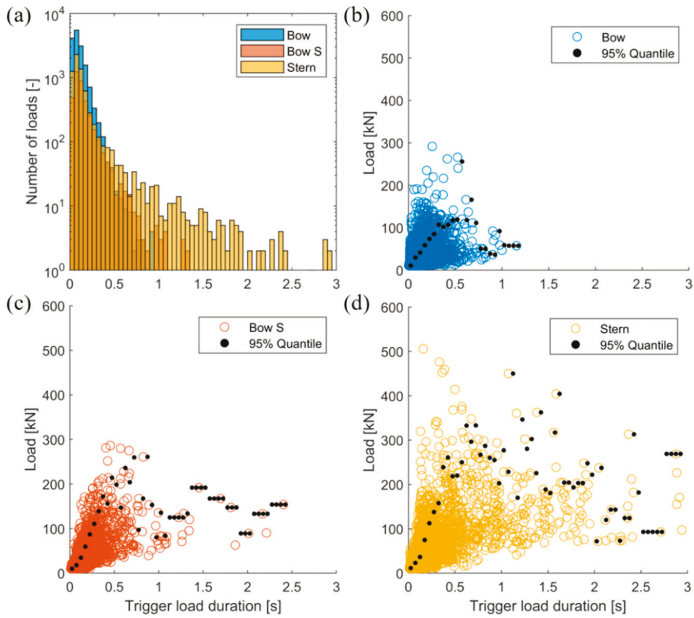 (a)
Number of loads [-]
10^4
10^3
10^2
10^1
10^0
0 0.5 1 1.5 2 2.5 3
Bow
Bow S
Stern
(b)
Load [kN]
600
500
400
300
200
100
0
0 0.5 1 1.5 2 2.5 3
Bow
95% Quantile
(c)
Load [kN]
600
500
400
300
200
100
0
0 0.5 1 1.5 2 2.5 3
Trigger load duration [s]
Bow S
95% Quantile
(d)
Load [kN]
600
500
400
300
200
100
0
0 0.5 1 1.5 2 2.5 3
Trigger load duration [s]
Stern
95% Quantile